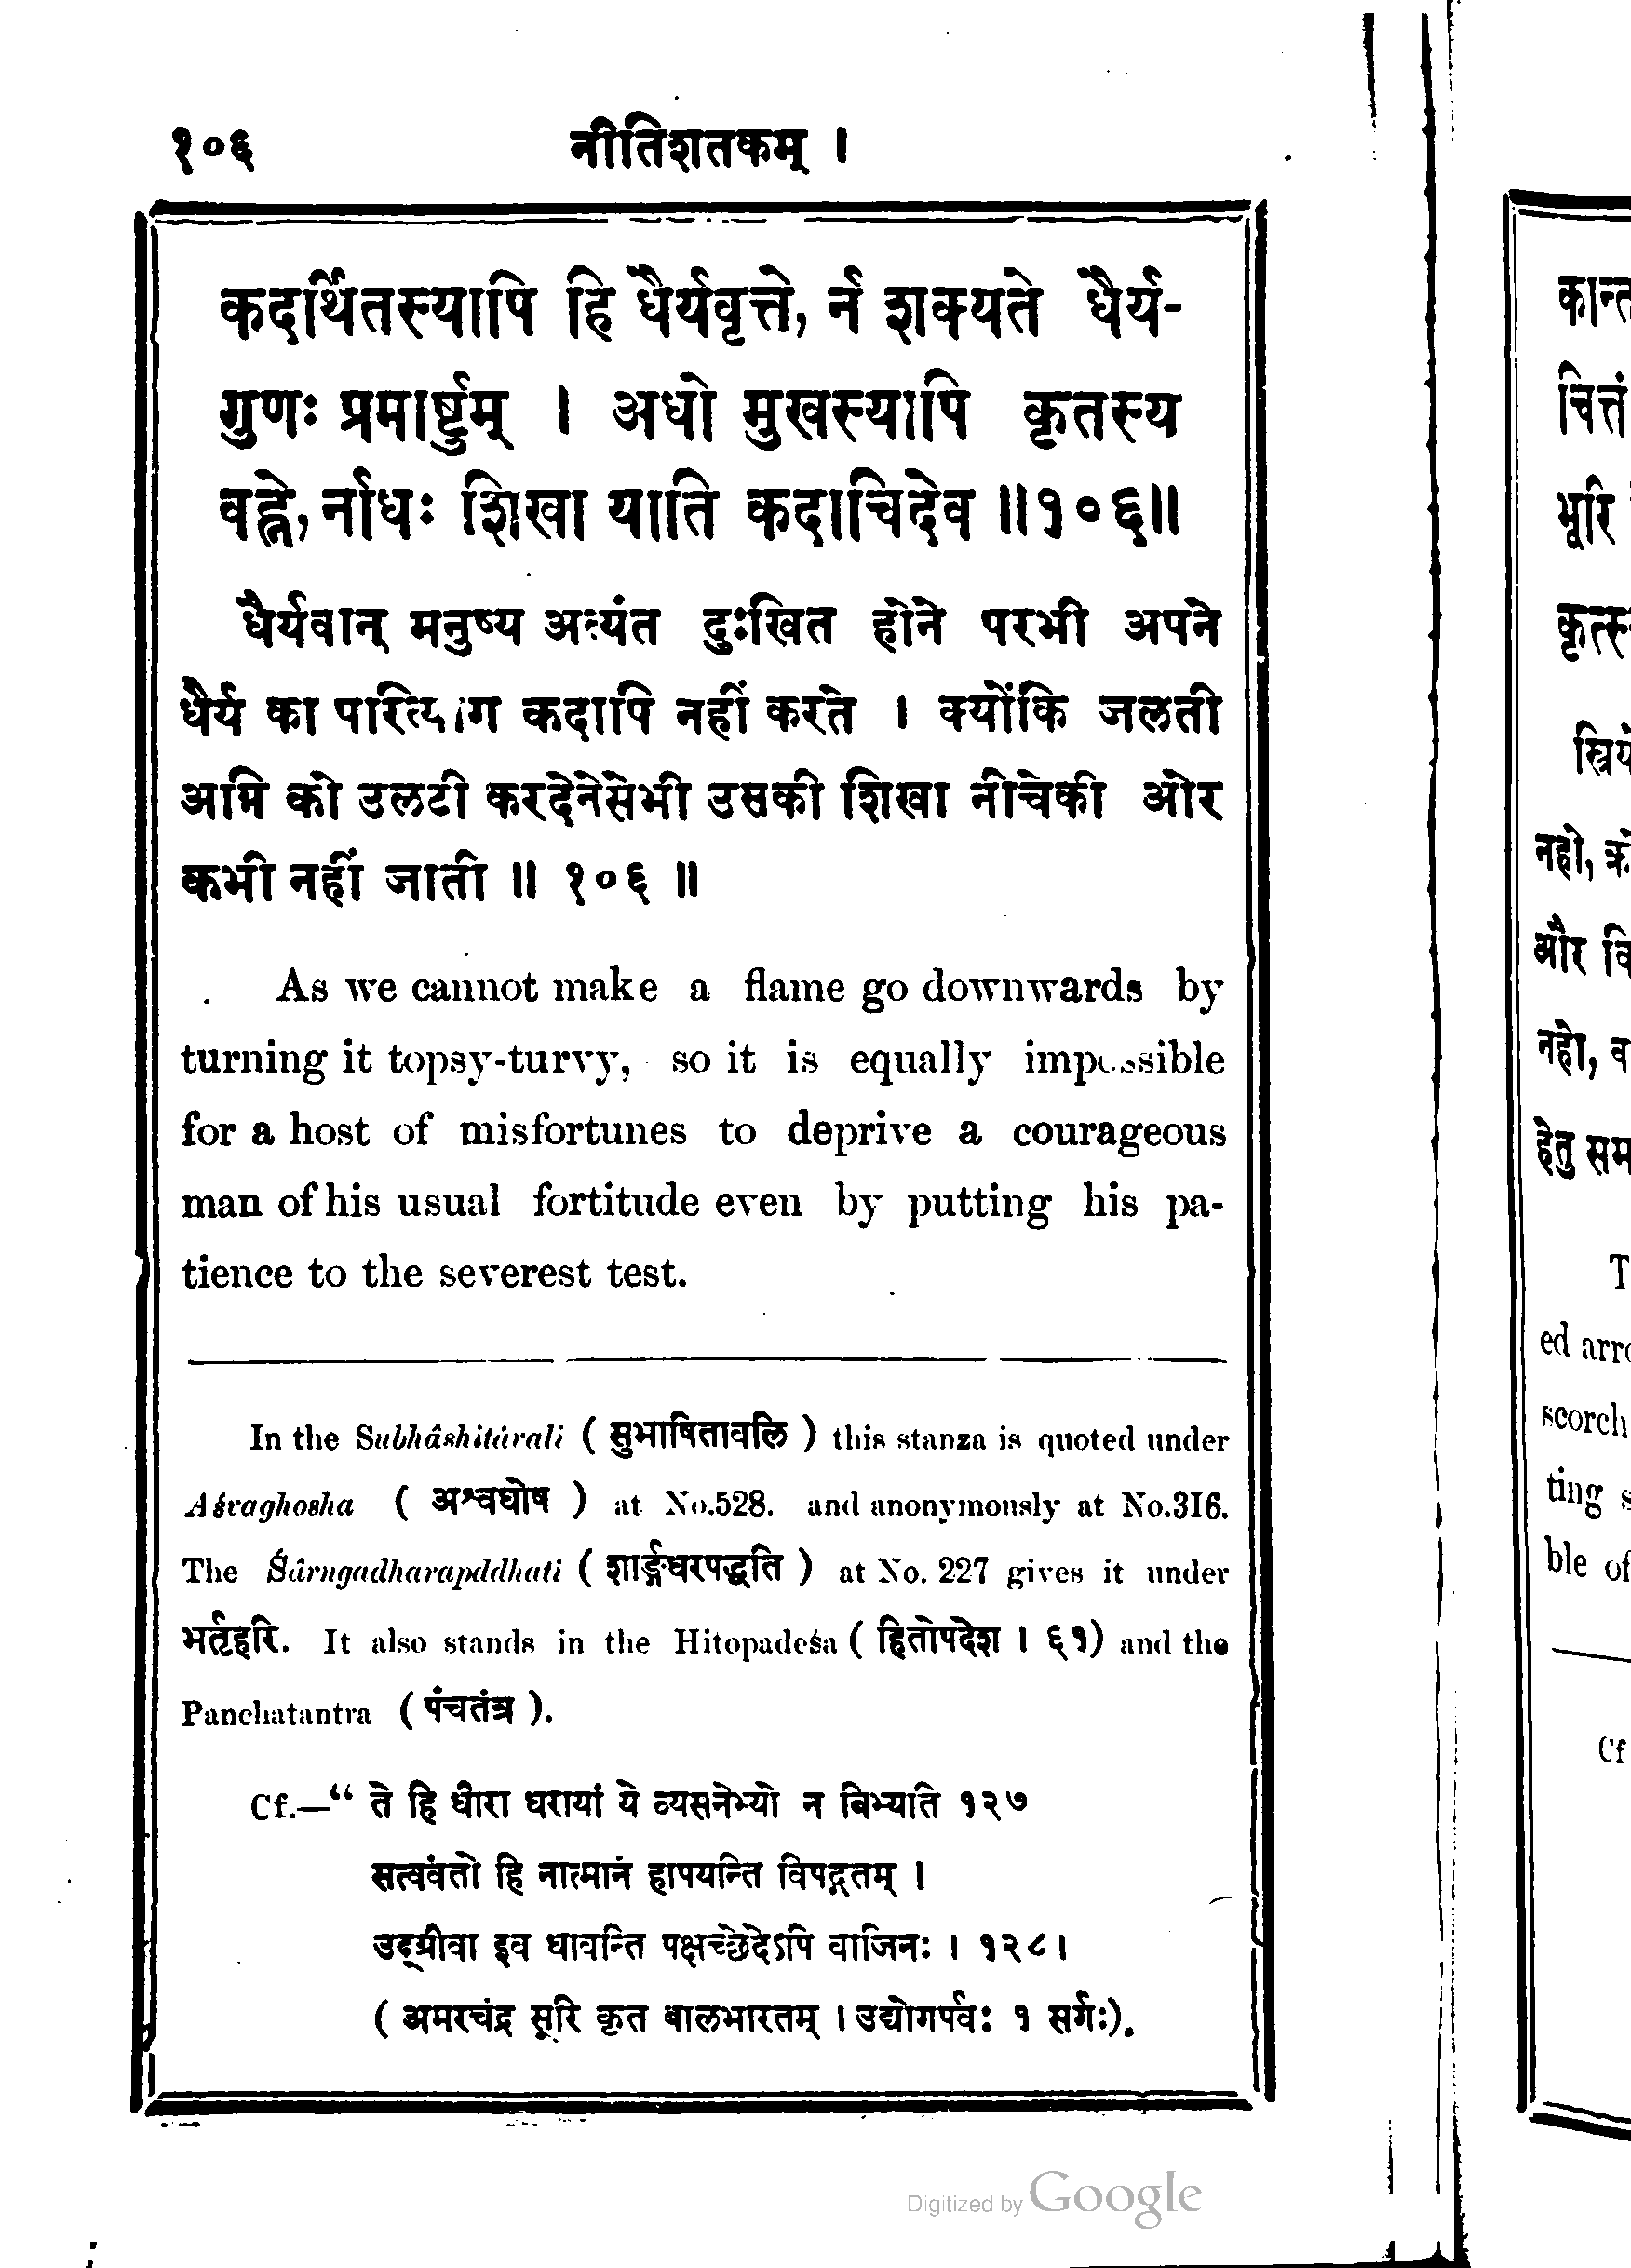 १०६ नीतिशतकम् ।
कदर्थितस्यापि हि धैर्यवृत्ते, र्न शक्यते धैर्य-
गुणः प्रमार्ष्टुम् । अधो मुखस्यापि कृतस्य
वह्ने, र्नाधः शिखा याति कदाचिदेव ॥१०६॥
धैर्यवान् मनुष्य अत्यंत दुःखित होने परभी अपने
धैर्य का पारित्याग कदापि नहीं करते । क्योंकि जलती
अग्नि को उलटी करदेनेसेभी उसकी शिखा नीचेकी ओर
कभी नहीं जाती ॥ १०६ ॥
As we cannot make a flame go downwards by
turning it topsy-turvy, so it is equally impossible
for a host of misfortunes to deprive a courageous
man of his usual fortitude even by putting his pa-
tience to the severest test.
In the Subhâshitâvali ( सुभाषितावलि ) this stanza is quoted under
Aśvaghosha ( अश्वघोष ) at No.528. and anonymously at No.316.
The Śârngadharapddhati ( शार्ङ्गधरपद्धति ) at No. 227 gives it under
भर्तृहरि. It also stands in the Hitopadeśa ( हितोपदेश । ६१) and the
Panchatantra ( पंचतंत्र ).
Cf.—“ ते हि धीरा धरायां ये व्यसनेभ्यो न बिभ्यति १२७
सत्ववंतो हि नात्मानं हापयन्ति विपद्गतम् ।
उद्ग्रीवा इव धावन्ति पक्षच्छेदेऽपि वाजिनः । १२८।
( अमरचंद्र सूरि कृत बालभारतम् । उद्योगपर्वः १ सर्गः).
Digitized by Google
चित्तं
भूरि
नहो,
और
नहो,
हेतु
T
ed
scorch
ting
ble of
Cf